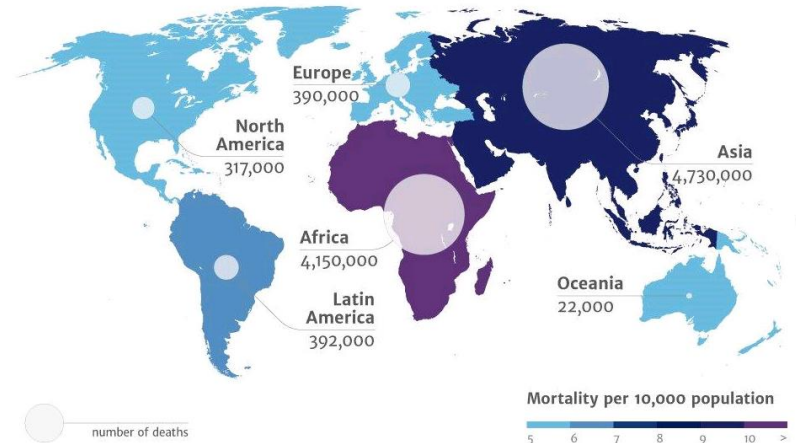 Europe
390,000
North
America
317,000
Asia
4,730,000
Africa
4,150,000
Oceania
22,000
Latin
America
392,000
Mortality per 10,000 population
number of deaths
5 6 7 8 9 10 >